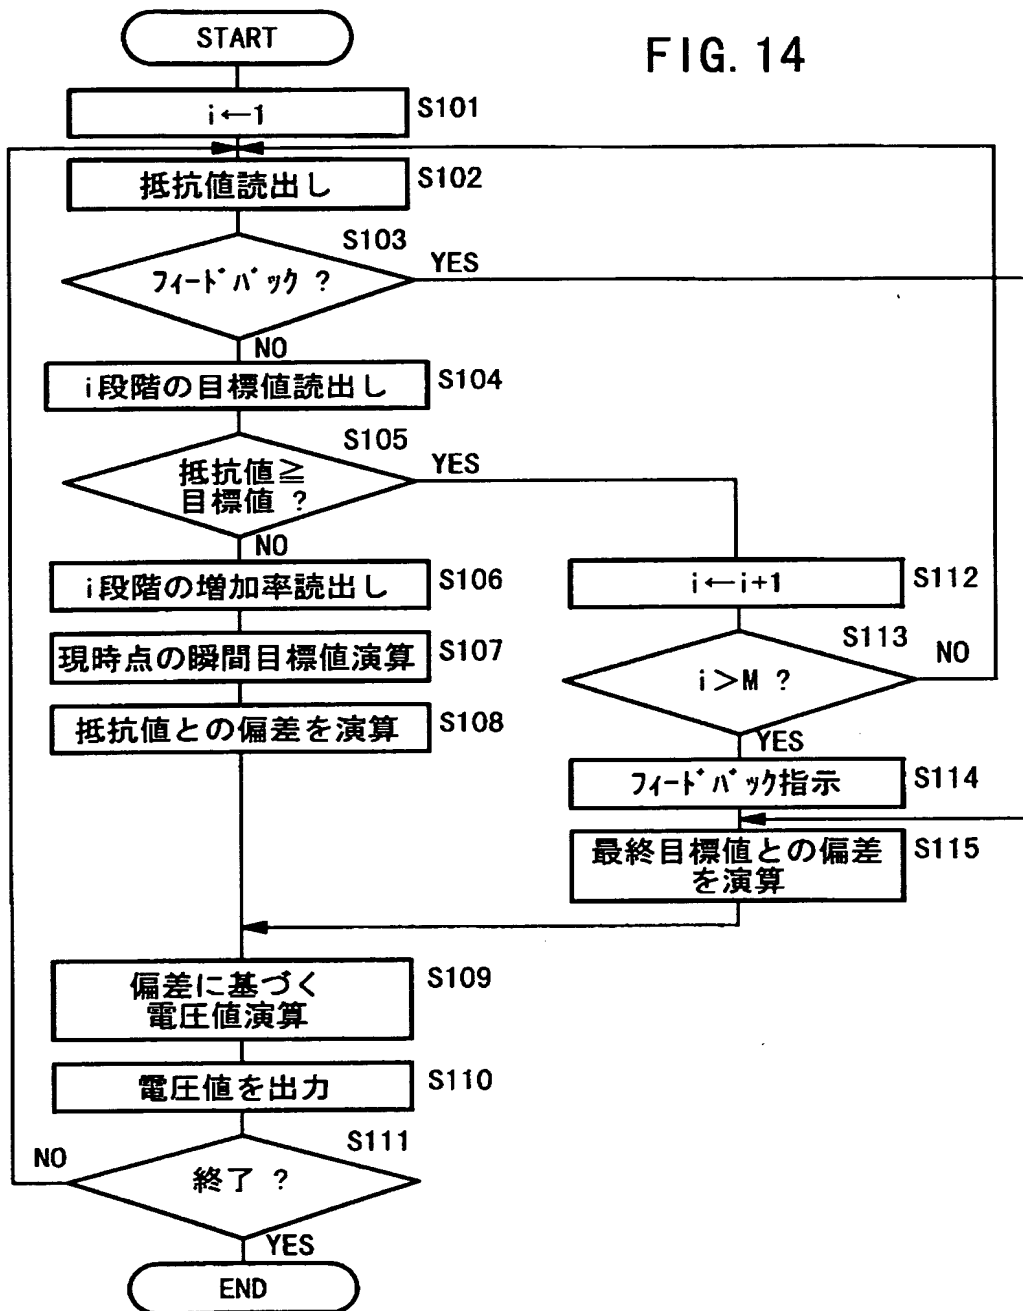 START
FIG. 14
i←1
S101
抵抗値読出し
S102
S103
フィードバック ?
YES
NO
i段階の目標値読出し
S104
S105
抵抗値≧
目標値 ?
YES
NO
i段階の増加率読出し
S106
現時点の瞬間目標値演算
S107
抵抗値との偏差を演算
S108
i←i+1
S112
S113
i>M ?
NO
YES
フィードバック指示
S114
最終目標値との偏差
を演算
S115
偏差に基づく
電圧値演算
S109
電圧値を出力
S110
S111
終了 ?
NO
YES
END